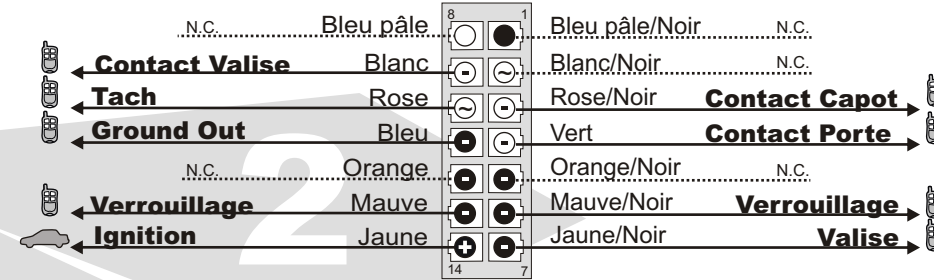 8 1
N.C. Bleu pâle Bleu pâle/Noir N.C.
Contact Valise Blanc - ~ Blanc/Noir N.C.
Tach Rose ~ - Rose/Noir Contact Capot
Ground Out Bleu - - Vert Contact Porte
N.C. Orange - - Orange/Noir N.C.
Verrouillage Mauve - - Mauve/Noir Verrouillage
Ignition Jaune + - Jaune/Noir Valise
14 7
2